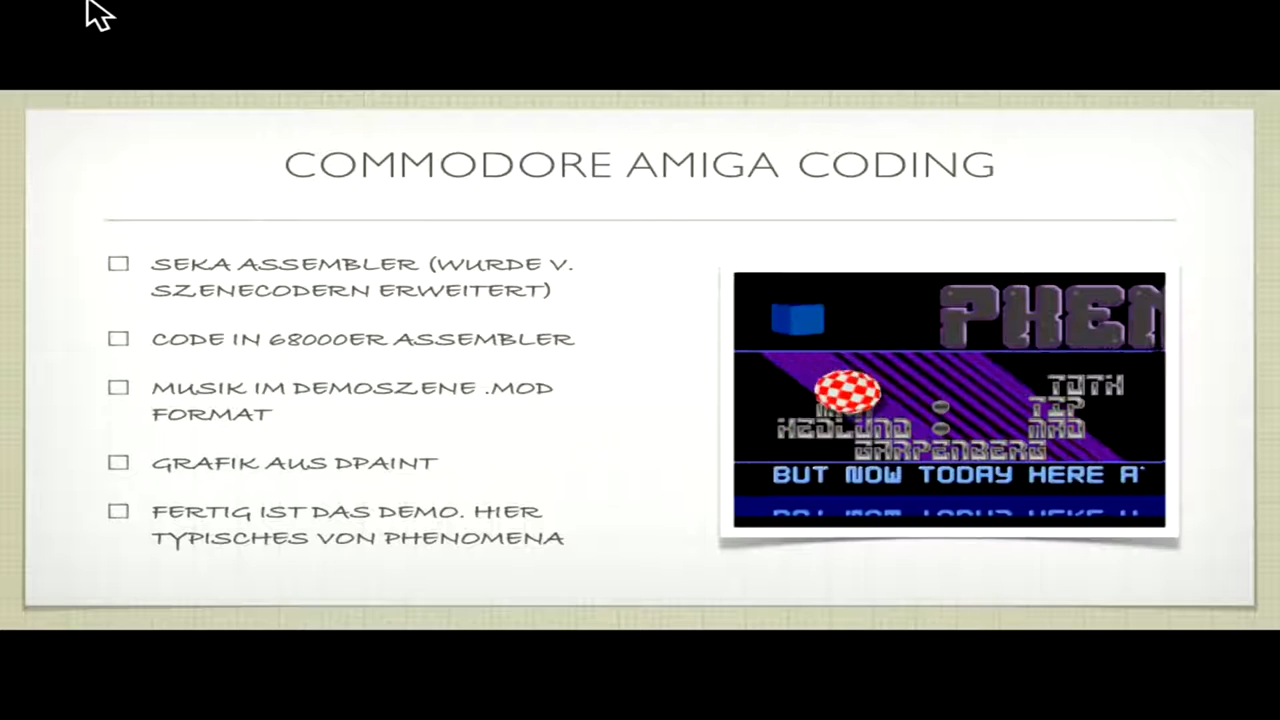 COMMODORE AMIGA CODING
SEKA ASSEMBLER (WURDE V.
SZENECODERN ERWEITERT)
CODE IN 68000ER ASSEMBLER
MUSIK IM DEMOSZENE .MOD
FORMAT
GRAFIK AUS DPAINT
FERTIG IST DAS DEMO. HIER
TYPISCHES VON PHENOMENA
PHEN
TOTH
TIP
HEDLUND : MAD
GARPENBERG
BUT NOW TODAY HERE A